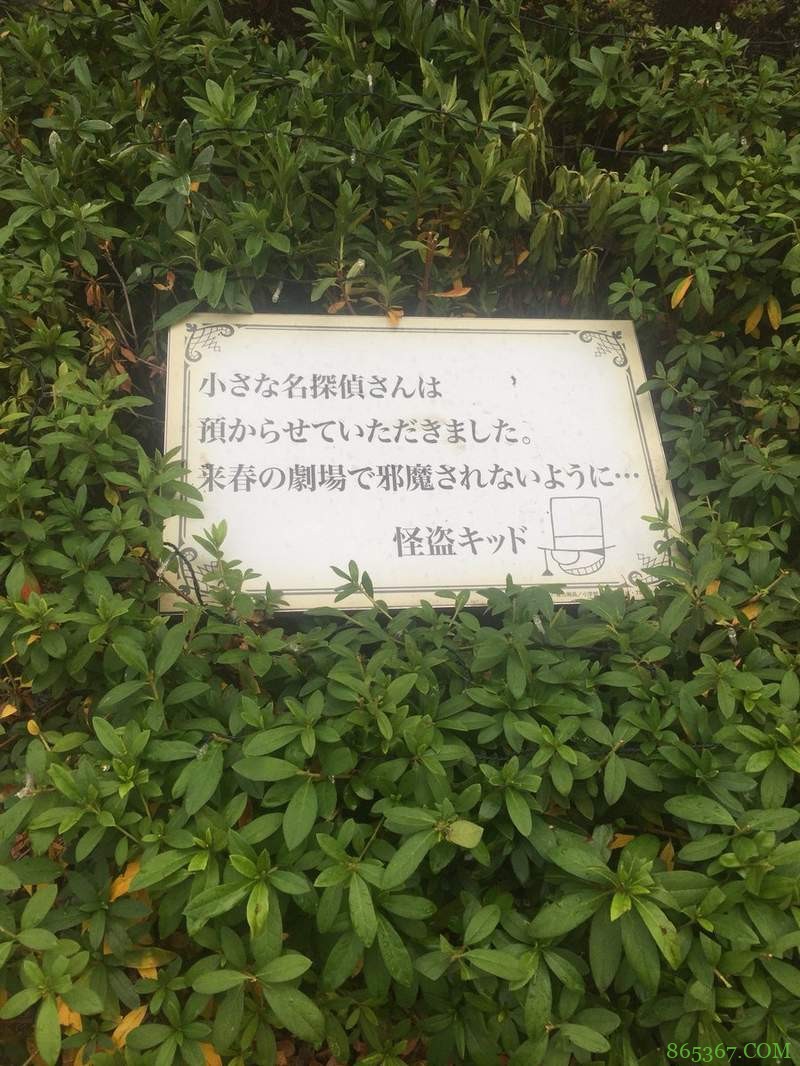 小さな名探偵さんは
預からせていただきました。
来春の劇場で邪魔されないように…
怪盗キッド
865367.COM